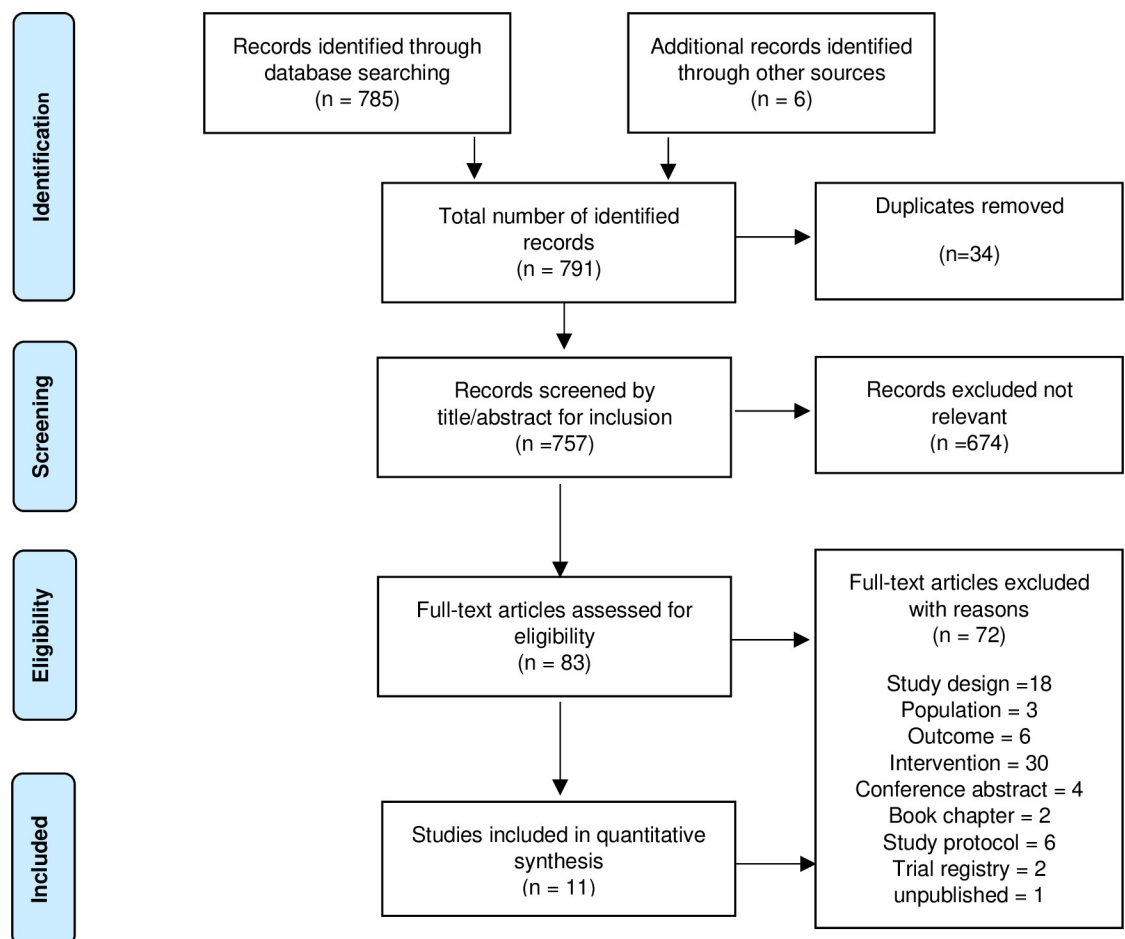 Identification
Records identified through
database searching
(n = 785)
Additional records identified
through other sources
(n = 6)
Total number of identified
records
(n = 791)
Duplicates removed
(n=34)
Screening
Records screened by
title/abstract for inclusion
(n =757)
Records excluded not
relevant
(n =674)
Eligibility
Full-text articles assessed for
eligibility
(n = 83)
Full-text articles excluded
with reasons
(n = 72)
Study design =18
Population = 3
Outcome = 6
Intervention = 30
Conference abstract = 4
Book chapter = 2
Study protocol = 6
Trial registry = 2
unpublished = 1
Included
Studies included in quantitative
synthesis
(n = 11)